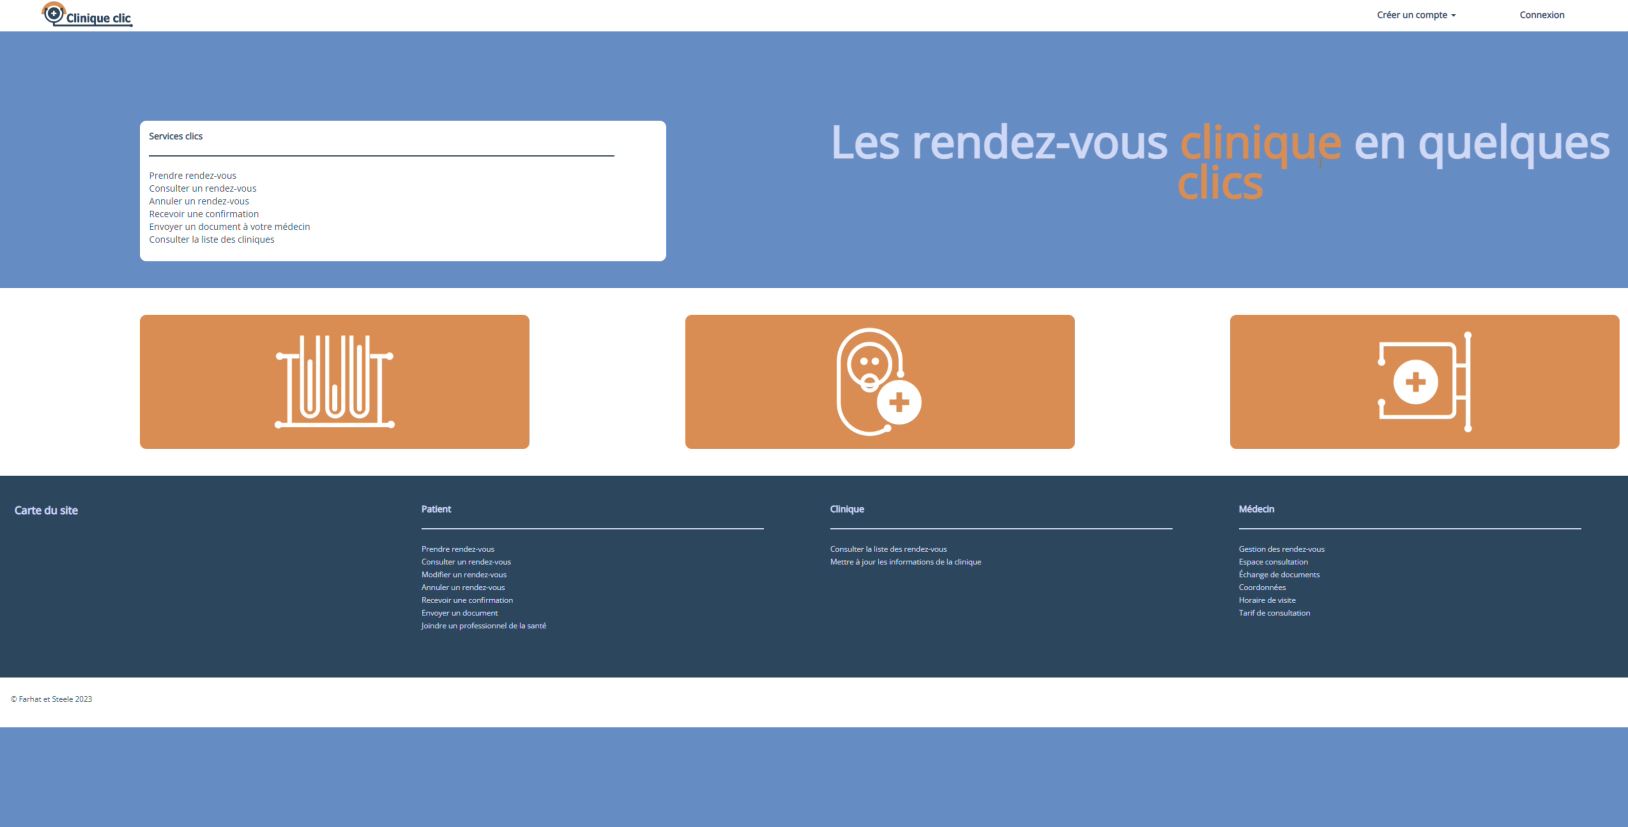 Clinique clic
Créer un compte
Connexion
Services clics
Prendre rendez-vous
Consulter un rendez-vous
Annuler un rendez-vous
Recevoir une confirmation
Envoyer un document à votre médecin
Consulter la liste des cliniques
Les rendez-vous clinique en quelques
clics
Carte du site
Patient
Prendre rendez-vous
Consulter un rendez-vous
Modifier un rendez-vous
Annuler un rendez-vous
Recevoir une confirmation
Envoyer un document
Joindre un professionnel de la santé
Clinique
Consulter la liste des rendez-vous
Mettre à jour les informations de la clinique
Médecin
Gestion des rendez-vous
Espace consultation
Échange de documents
Coordonnées
Horaire de visite
Tarif de consultation
© Farhat et Steele 2023